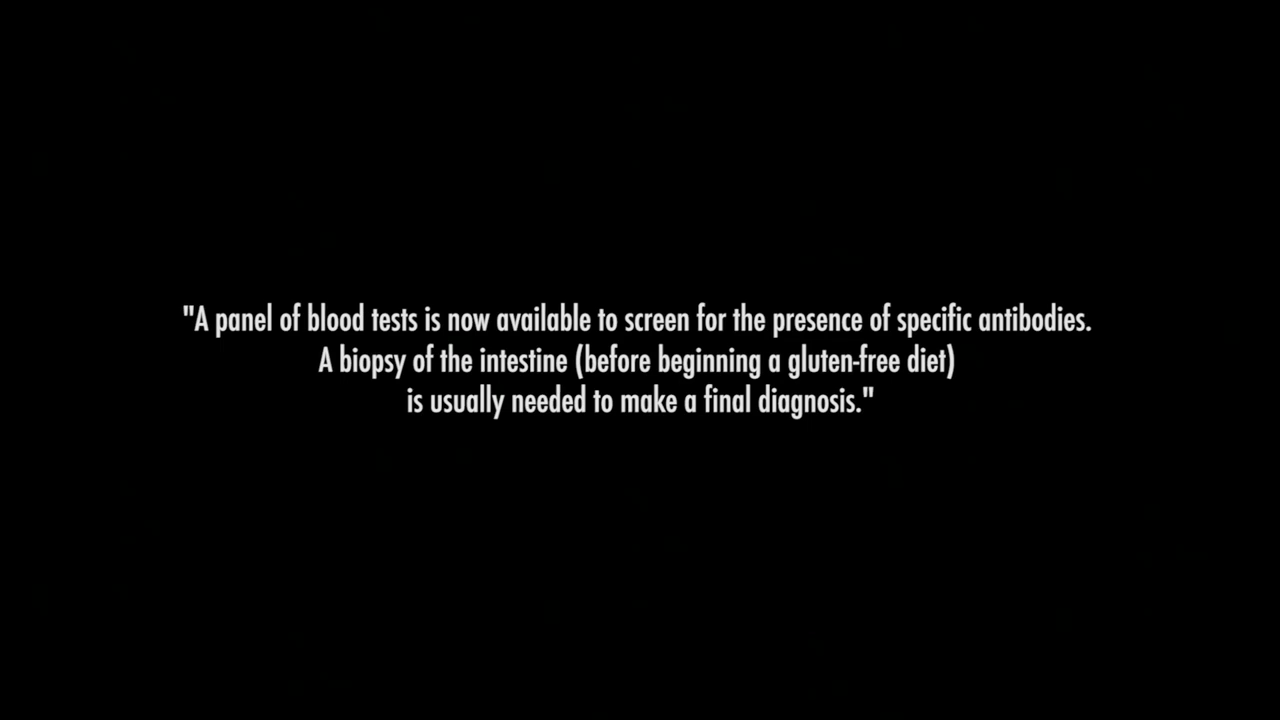 "A panel of blood tests is now available to screen for the presence of specific antibodies.
A biopsy of the intestine (before beginning a gluten-free diet)
is usually needed to make a final diagnosis."